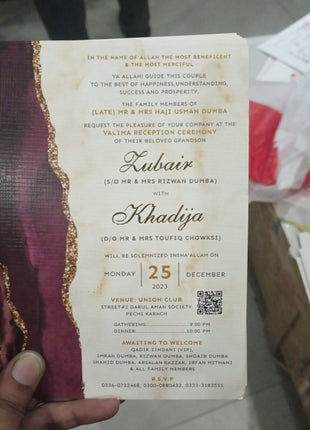 IN THE NAME OF ALLAH THE MOST BENEFICENT
& THE MOST MERCIFUL
YA ALLAH! GUIDE THIS COUPLE
TO THE BEST OF HAPPINESS,UNDERSTANDING,
SUCCESS AND PROSPERITY.
THE FAMILY MEMBERS OF
(LATE) MR & MRS HAJI USMAN DUMBA
REQUEST THE PLEASURE OF YOUR COMPANY AT THE
VALIMA RECEPTION CEREMONY
OF THEIR BELOVED GRANDSON
Zubair
(S/O MR & MRS RIZWAN DUMBA)
WITH
Khadija
(D/O MR & MRS TOUFIQ CHOWKSI)
WILL BE SOLEMNIZED INSHA'ALLAH ON
MONDAY 25 DECEMBER
2023
VENUE: UNION CLUB
STREET#2 DARUL AMAN SOCIETY
PECHS KARACHI
GATHERING 9:00 PM
DINNER 10:00 PM
AWAITING TO WELCOME
QADIR ZINDANI (VIP),
IMRAN DUMBA, RIZWAN DUMBA, SHOAIB DUMBA
SHAHID DUMBA, ARSALAN RAZZAK, IRFAN MITHANI
& ALL FAMILY MEMBERS
R.S.V.P
0336-0733468, 0300-0880432, 0333-3183511